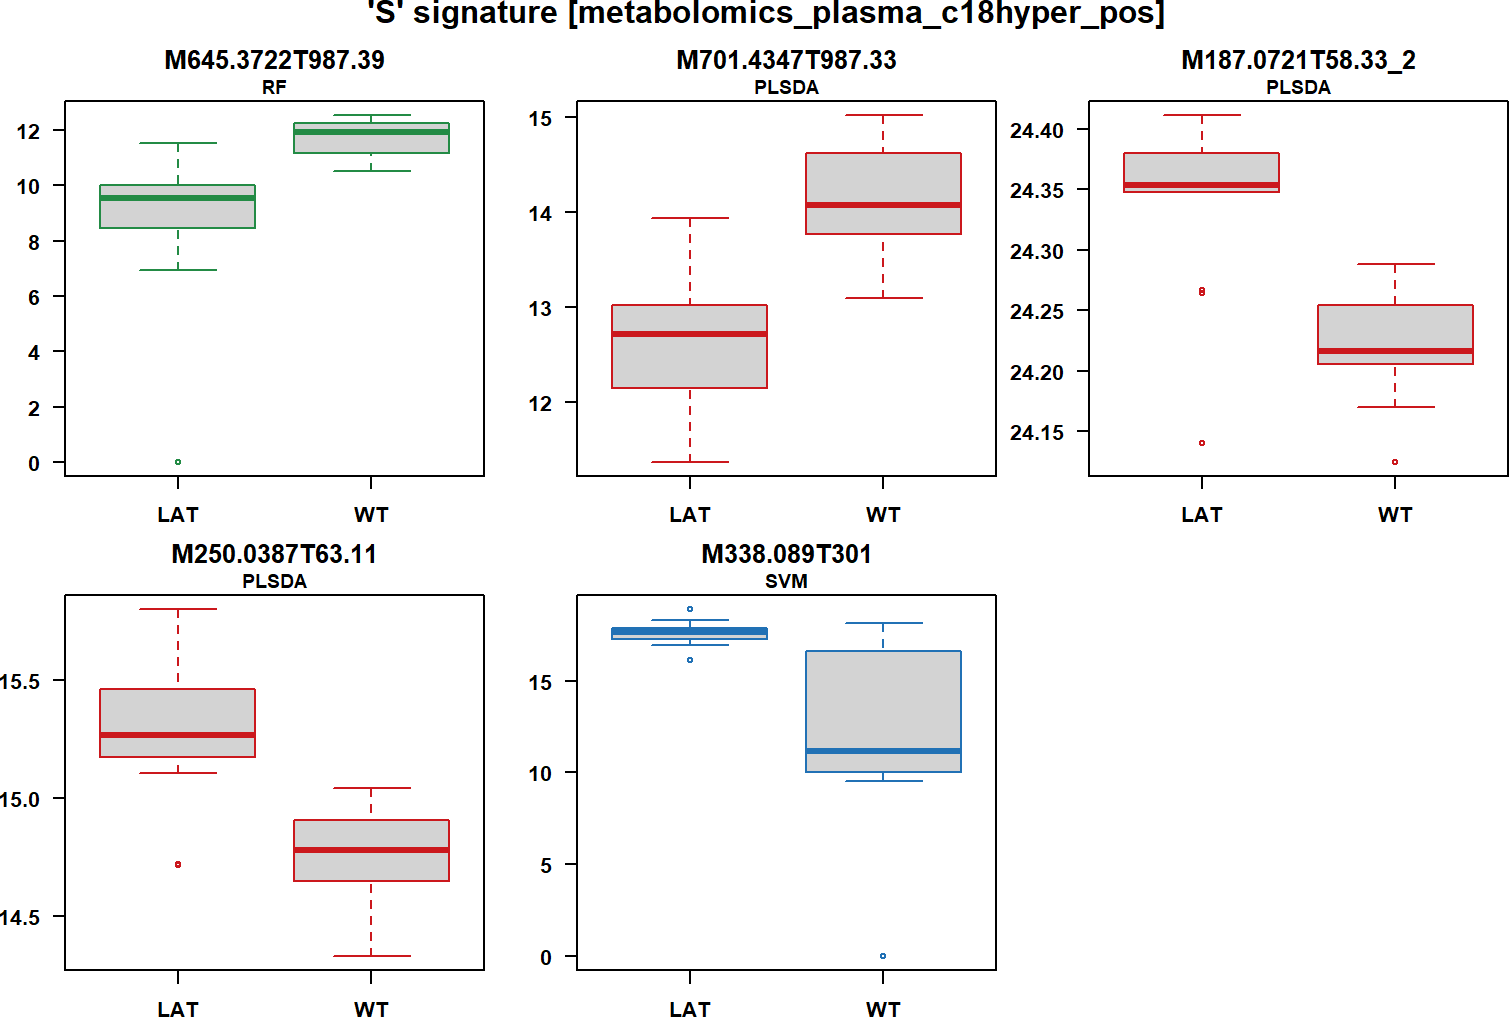 'S' signature [metabolomics_plasma_c18hyper_pos]
M645.3722T987.39
RF
12
10
8
6
4
2
0
LAT WT
M701.4347T987.33
PLSDA
15
14
13
12
LAT WT
M187.0721T58.33_2
PLSDA
24.40
24.35
24.30
24.25
24.20
24.15
LAT WT
M250.0387T63.11
PLSDA
15.5
15.0
14.5
LAT WT
M338.089T301
SVM
15
10
5
0
LAT WT